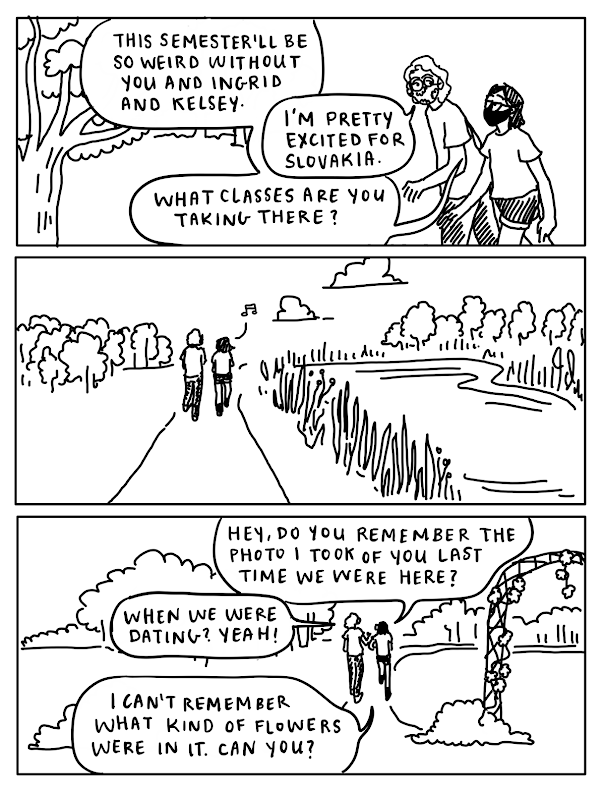 THIS SEMESTER'LL BE
SO WEIRD WITHOUT
YOU AND INGRID
AND KELSEY.
I'M PRETTY
EXCITED FOR
SLOVAKIA.
WHAT CLASSES ARE YOU
TAKING THERE?
HEY, DO YOU REMEMBER THE
PHOTO I TOOK OF YOU LAST
TIME WE WERE HERE?
WHEN WE WERE
DATING? YEAH!
I CAN'T REMEMBER
WHAT KIND OF FLOWERS
WERE IN IT. CAN YOU?